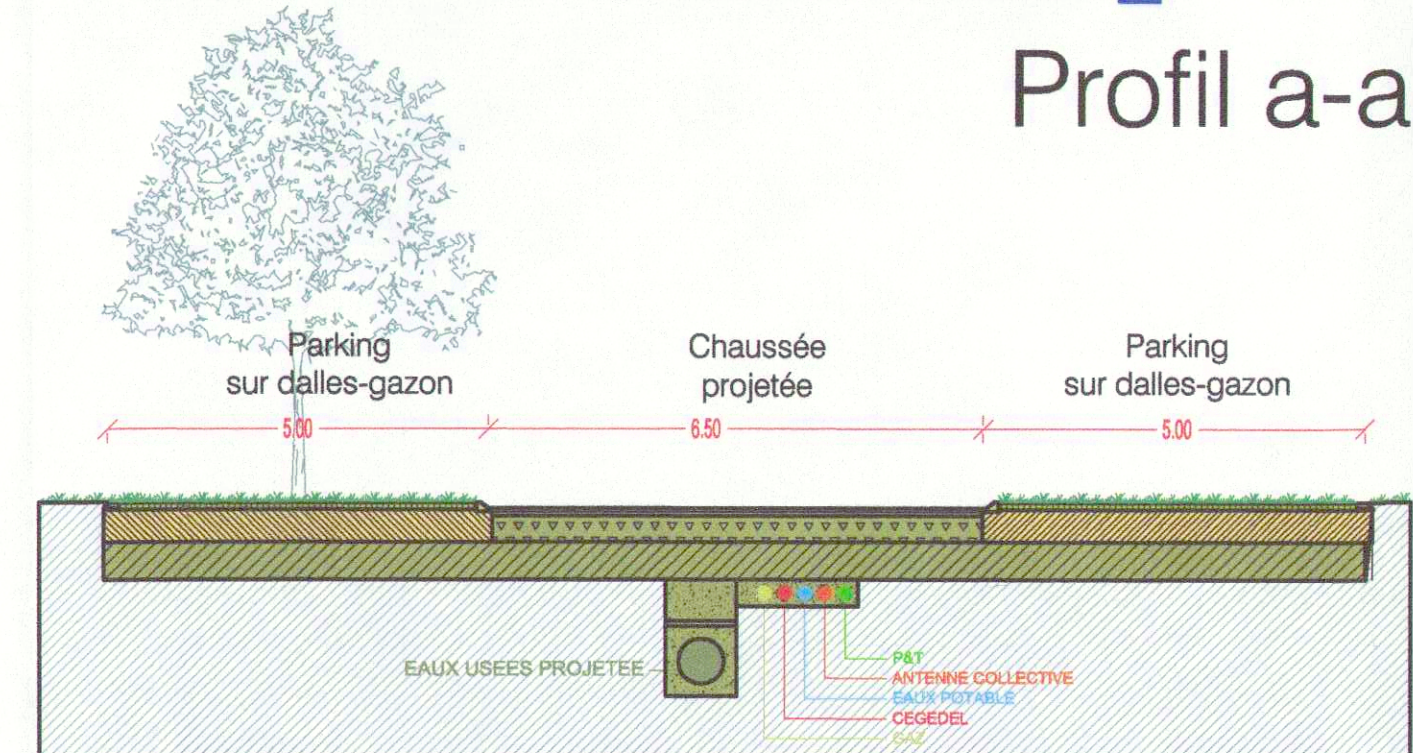 Profil a-a
Parking
sur dalles-gazon
Chaussée
projetée
Parking
sur dalles-gazon
5.00
6.50
5.00
EAUX USEES PROJETEE
P&T
ANTENNE COLLECTIVE
EAUX POTABLE
CEGEDEL
GAZ